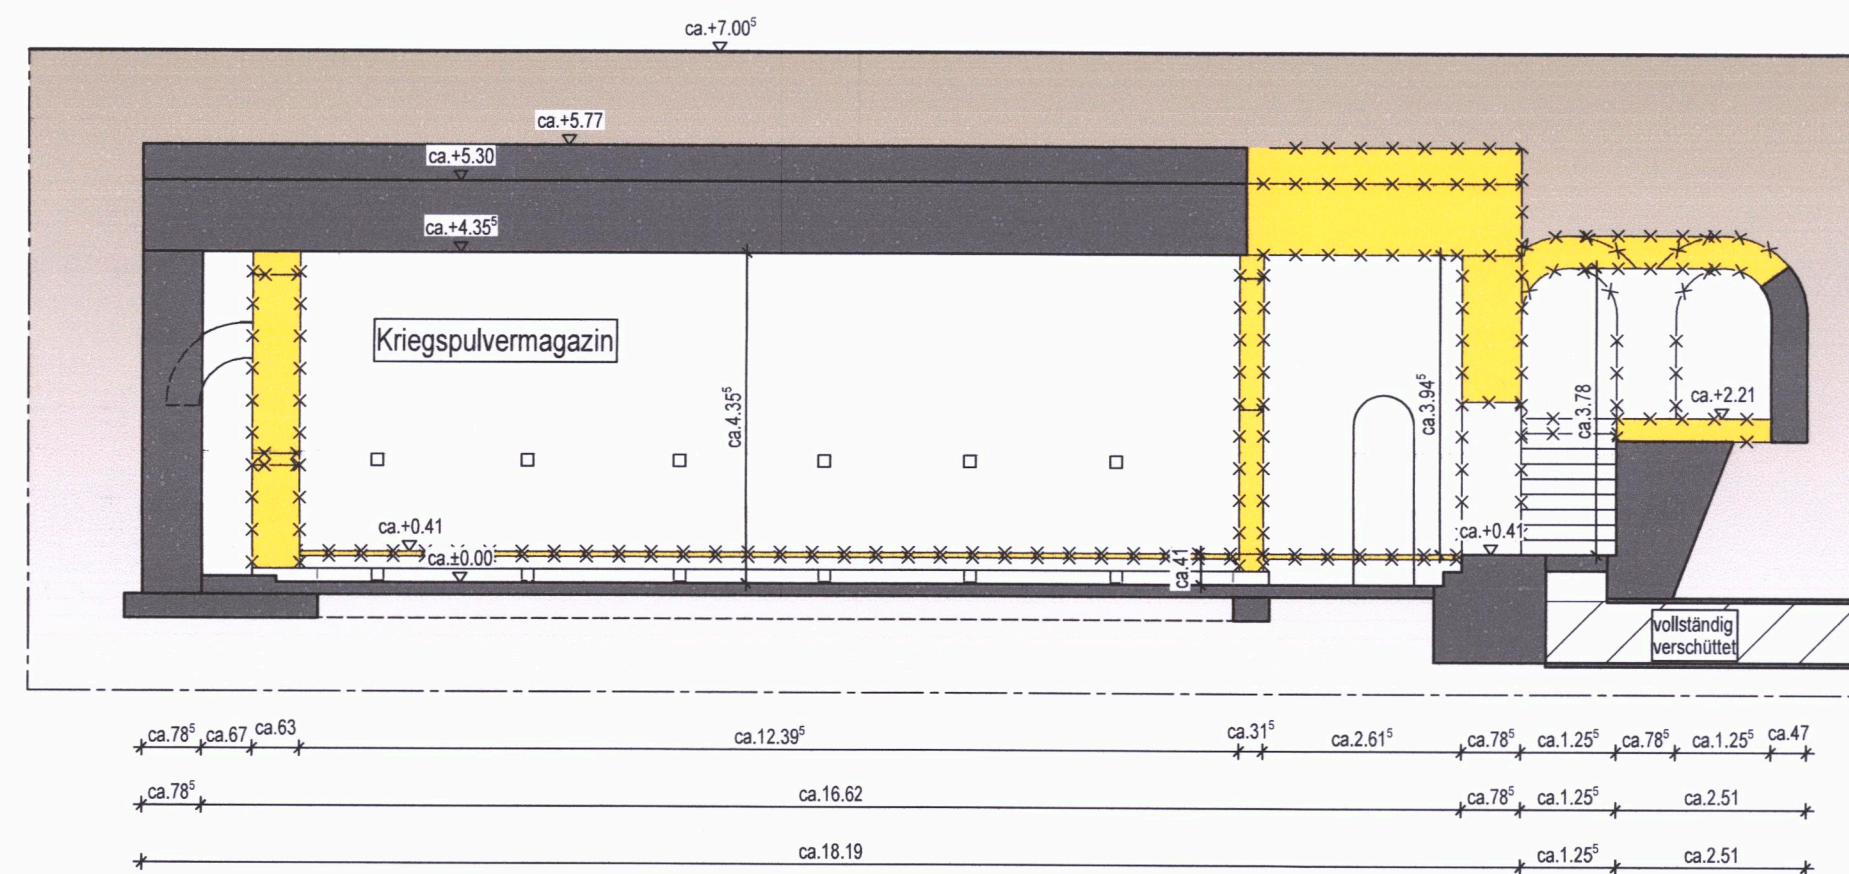 ca.+7.00⁵
ca.+5.77
ca.+5.30
ca.+4.35⁵
Kriegspulvermagazin
ca.4.35⁵
ca.3.94⁵
ca.3.78
ca.+2.21
ca.+0.41
ca.±0.00
ca.41
ca.+0.41
vollständig
verschüttet
ca.78⁵ ca.67 ca.63 ca.12.39⁵ ca.31⁵ ca.2.61⁵ ca.78⁵ ca.1.25⁵ ca.78⁵ ca.1.25⁵ ca.47
ca.78⁵ ca.16.62 ca.78⁵ ca.1.25⁵ ca.2.51
ca.18.19 ca.1.25⁵ ca.2.51